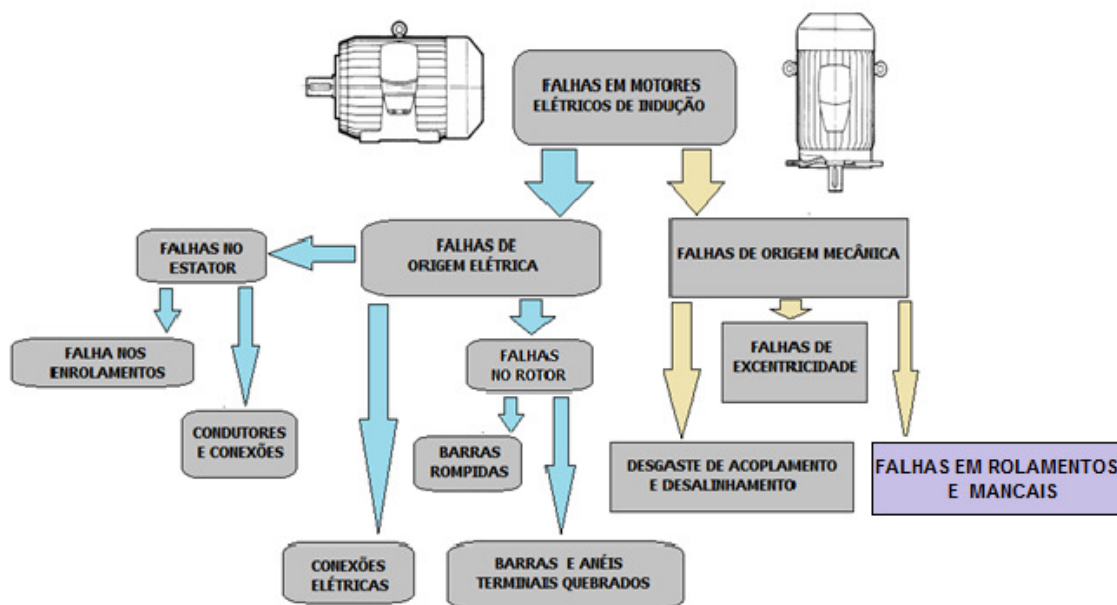 FALHAS EM MOTORES
ELÉTRICOS DE INDUÇÃO
FALHAS NO
ESTATOR
FALHAS DE
ORIGEM ELÉTRICA
FALHAS DE ORIGEM MECÂNICA
FALHA NOS
ENROLAMENTOS
FALHAS
NO ROTOR
FALHAS DE
EXCENTRICIDADE
CONDUTORES
E CONEXÕES
BARRAS
ROMPIDAS
DESGASTE DE ACOPLAMENTO
E DESALINHAMENTO
FALHAS EM ROLAMENTOS
E MANCAIS
CONEXÕES
ELÉTRICAS
BARRAS E ANÉIS
TERMINAIS QUEBRADOS